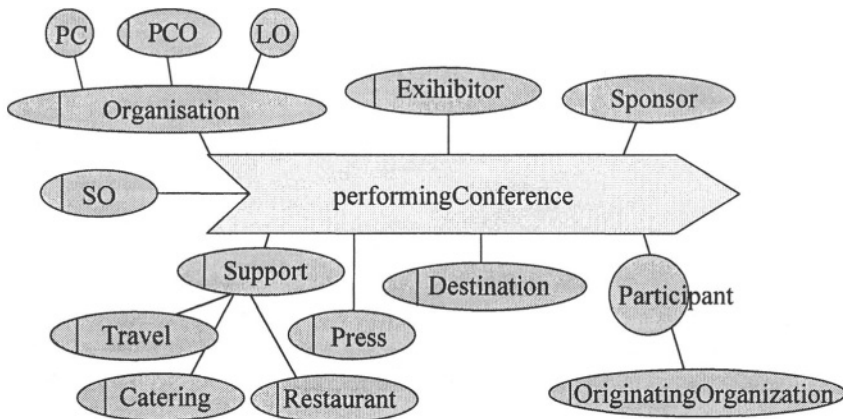 PC
PCO
LO
Organisation
Exihibitor
Sponsor
SO
performingConference
Support
Destination
Participant
Travel
Press
Catering
Restaurant
OriginatingOrganization